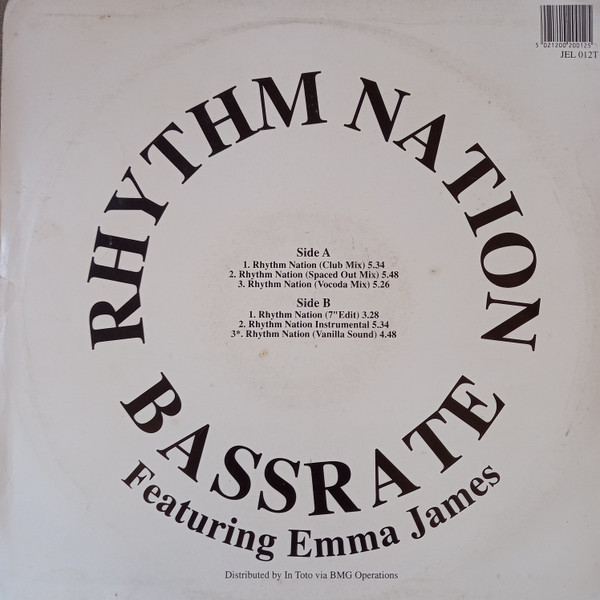 5 021200 200125
JEL 012T
RHYTHM NATION
Side A
1. Rhythm Nation (Club Mix) 5.34
2. Rhythm Nation (Spaced Out Mix) 5.48
3. Rhythm Nation (Vocoda Mix) 5.26
Side B
1. Rhythm Nation (7"Edit) 3.28
2. Rhythm Nation Instrumental 5.34
3*. Rhythm Nation (Vanilla Sound) 4.48
BASSRATE
Featuring Emma James
Distributed by In Toto via BMG Operations